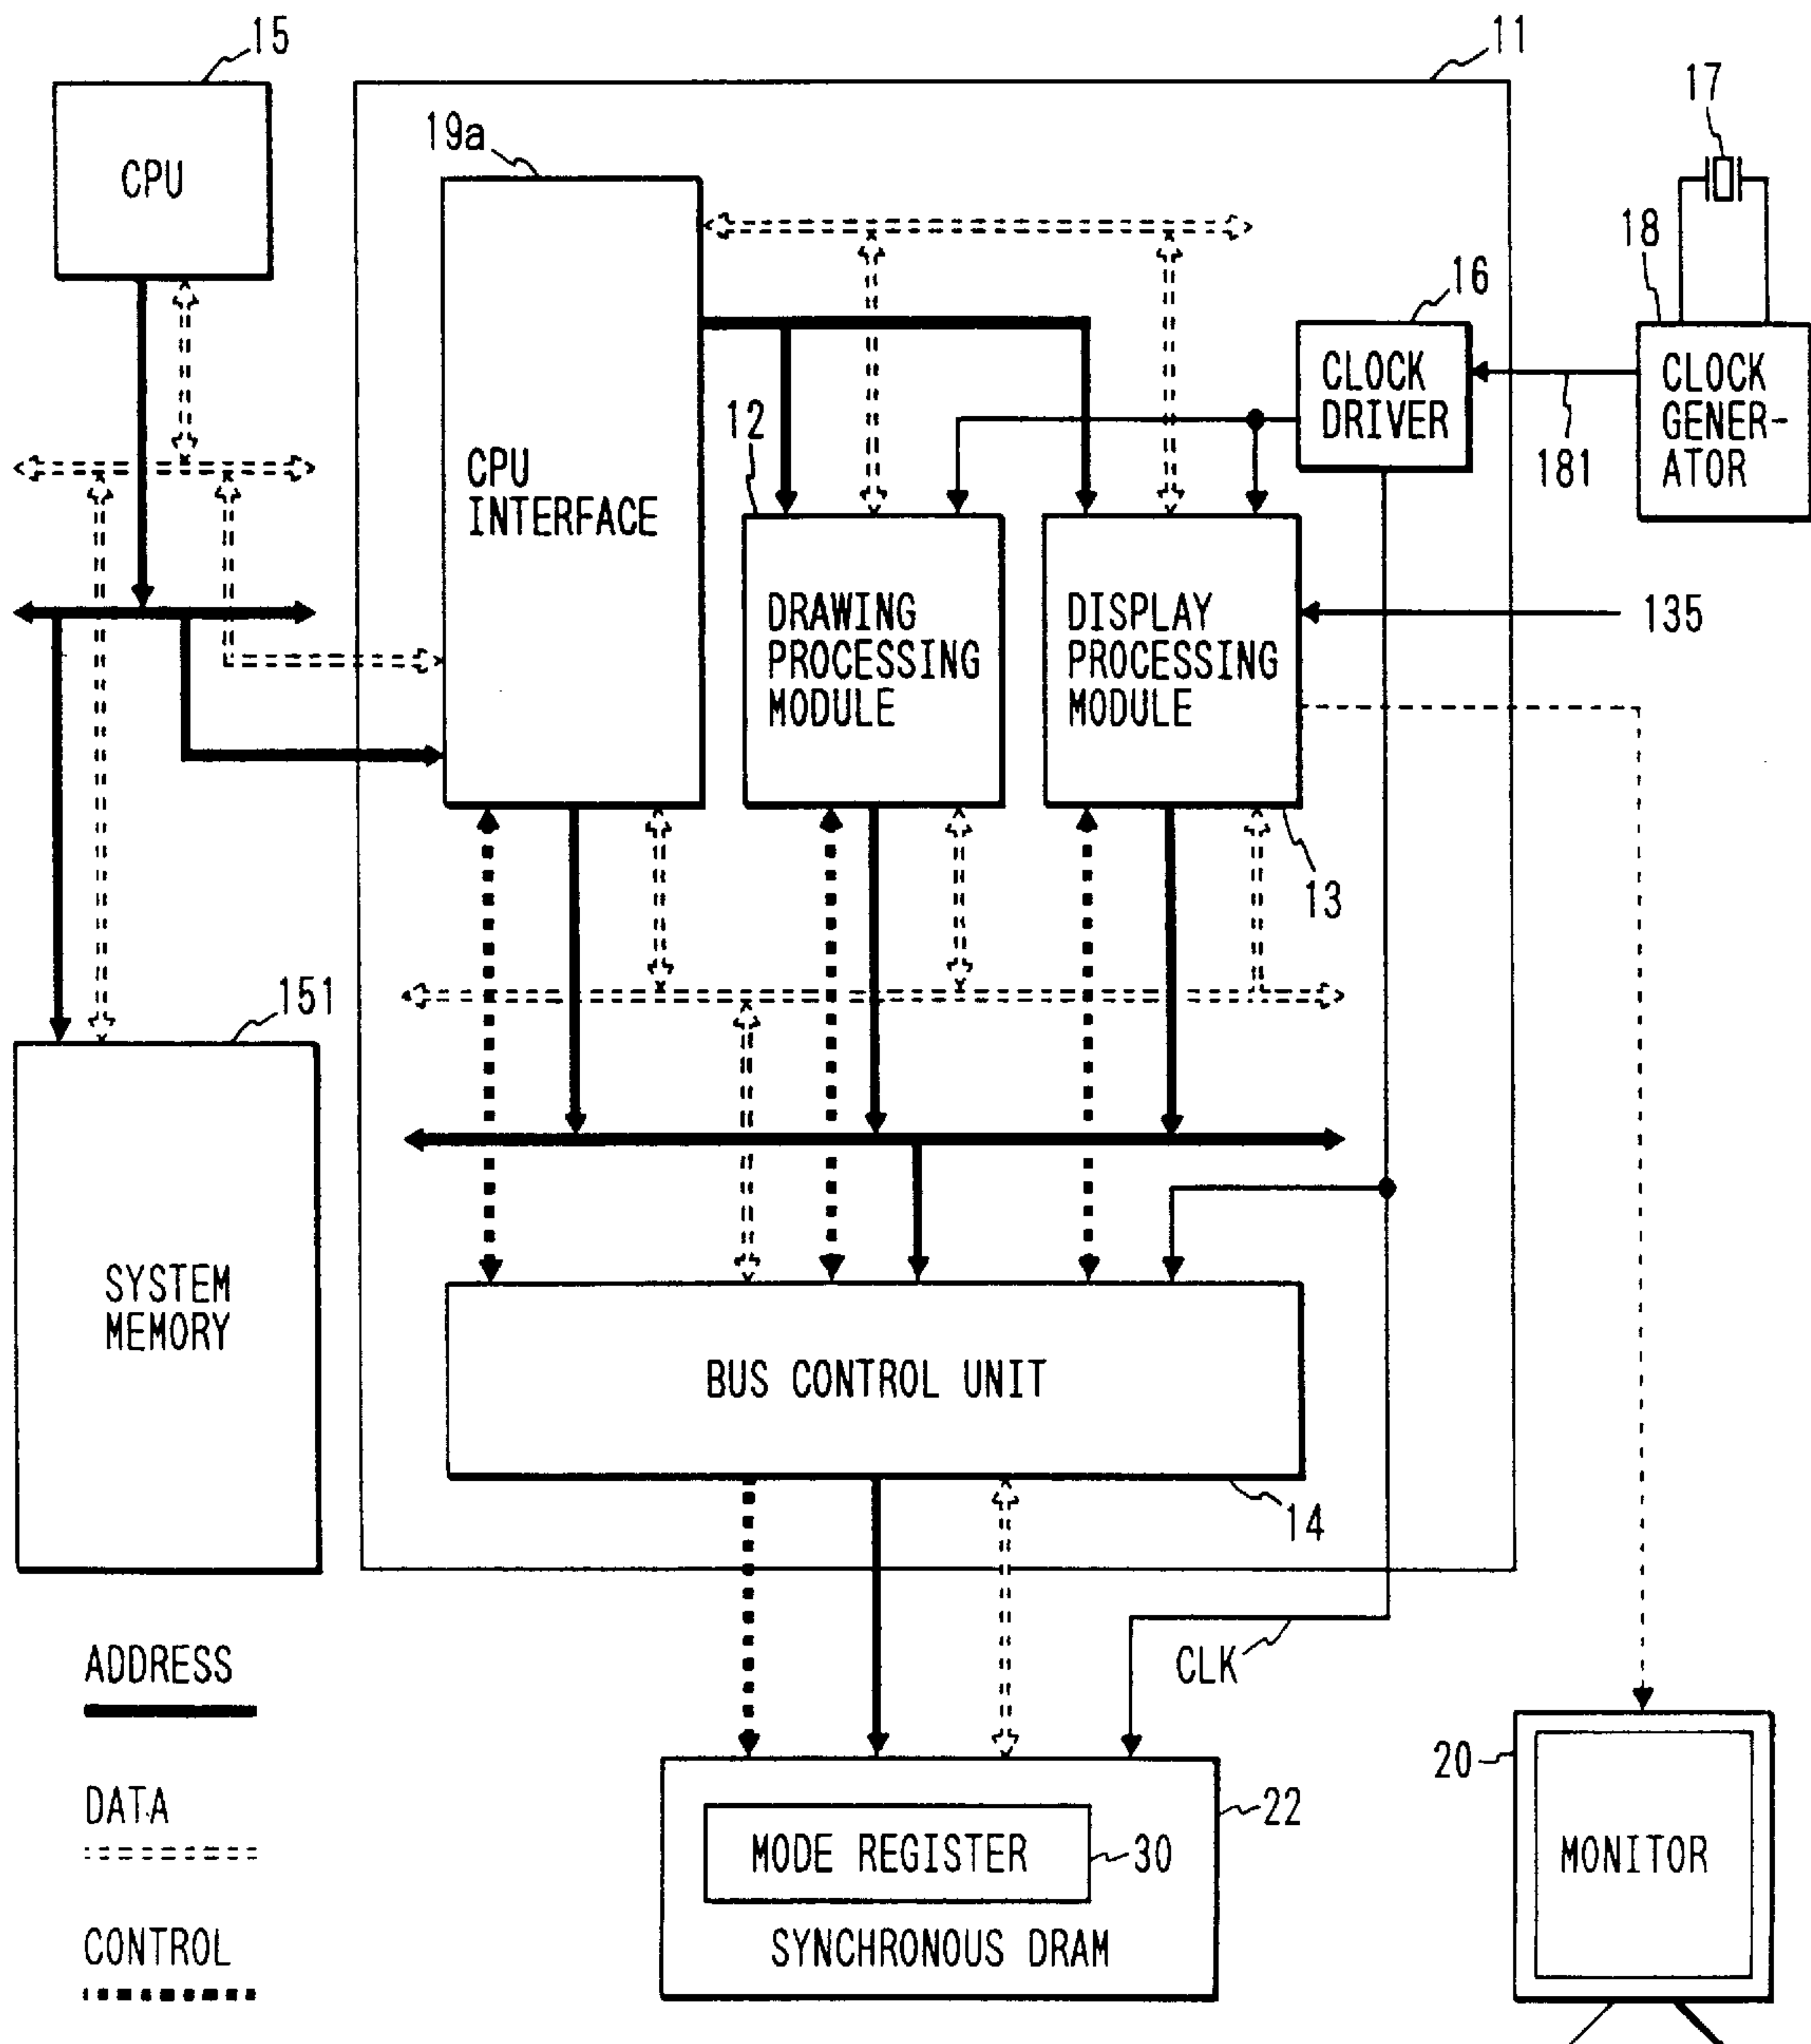 15
11
17
CPU
19a
18
16
CLOCK
DRIVER
CLOCK
GENER-
ATOR
181
12
CPU
INTERFACE
DRAWING
PROCESSING
MODULE
DISPLAY
PROCESSING
MODULE
135
13
151
SYSTEM
MEMORY
BUS CONTROL UNIT
14
ADDRESS
CLK
DATA
20
22
MODE REGISTER
30
MONITOR
CONTROL
SYNCHRONOUS DRAM